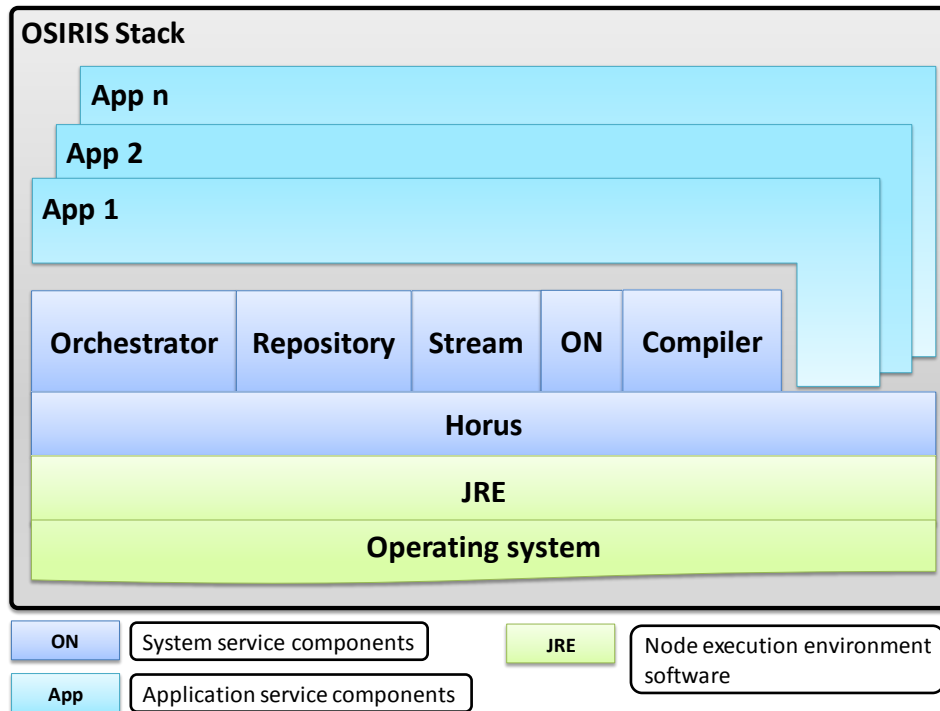 OSIRIS Stack
App n
App 2
App 1
Orchestrator
Repository
Stream
ON
Compiler
Horus
JRE
Operating system
ON
System service components
JRE
Node execution environment
software
App
Application service components